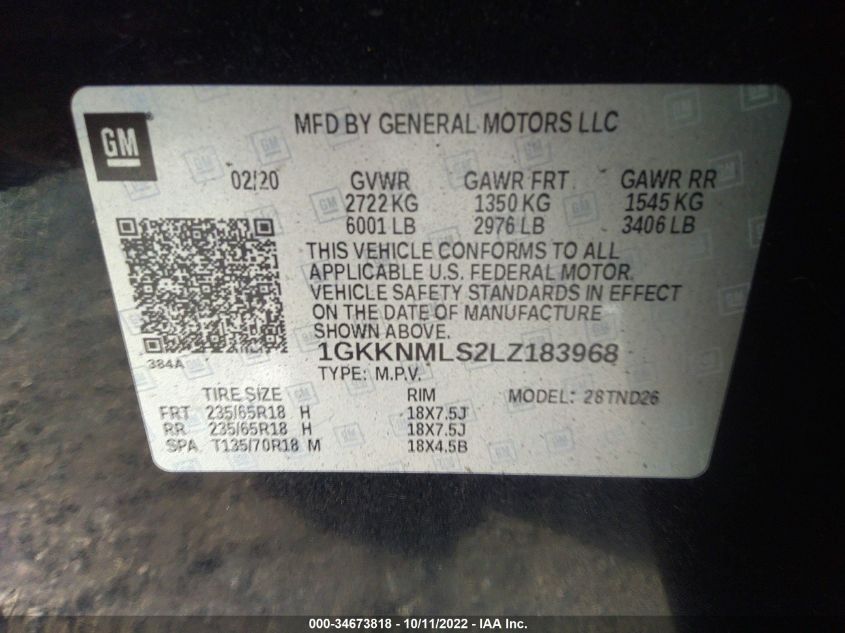 GM
MFD BY GENERAL MOTORS LLC
02/20 GVWR GAWR FRT GAWR RR
2722 KG 1350 KG 1545 KG
6001 LB 2976 LB 3406 LB
THIS VEHICLE CONFORMS TO ALL
APPLICABLE U.S. FEDERAL MOTOR
VEHICLE SAFETY STANDARDS IN EFFECT
ON THE DATE OF MANUFACTURE
SHOWN ABOVE.
384A
1GKKNMLS2LZ183968
TYPE: M.P.V.
TIRE SIZE RIM MODEL: 28TND26
FRT 235/65R18 H 18X7.5J
RR 235/65R18 H 18X7.5J
SPA T135/70R18 M 18X4.5B
000-34673818 - 10/11/2022 - IAA Inc.